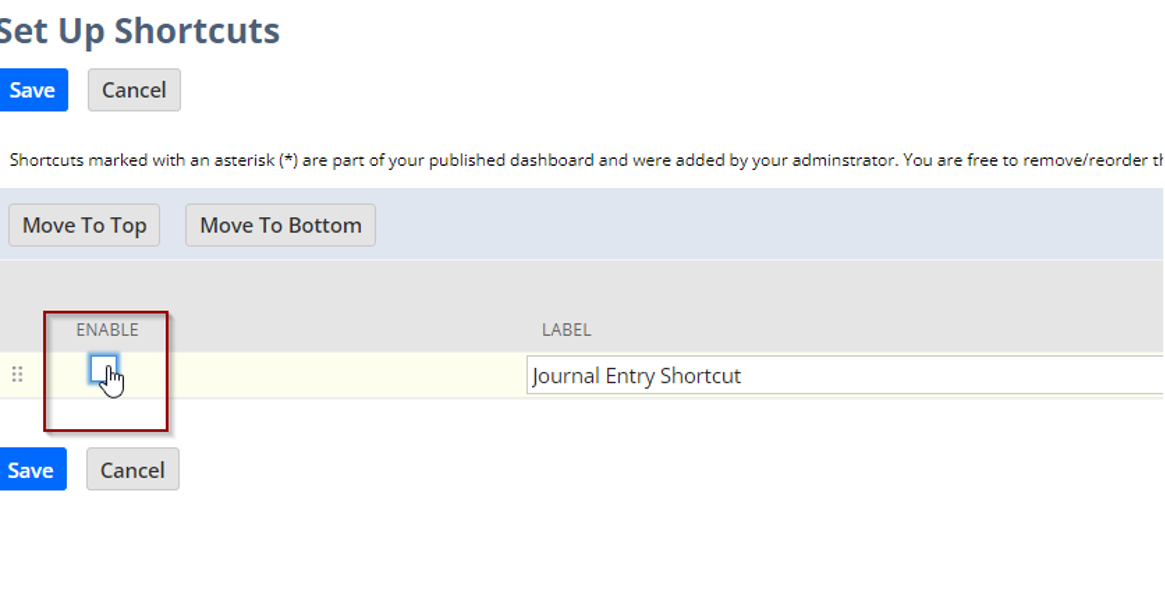 Set Up Shortcuts
Save Cancel
Shortcuts marked with an asterisk (*) are part of your published dashboard and were added by your adminstrator. You are free to remove/reorder
Move To Top Move To Bottom
ENABLE LABEL
Journal Entry Shortcut
Save Cancel